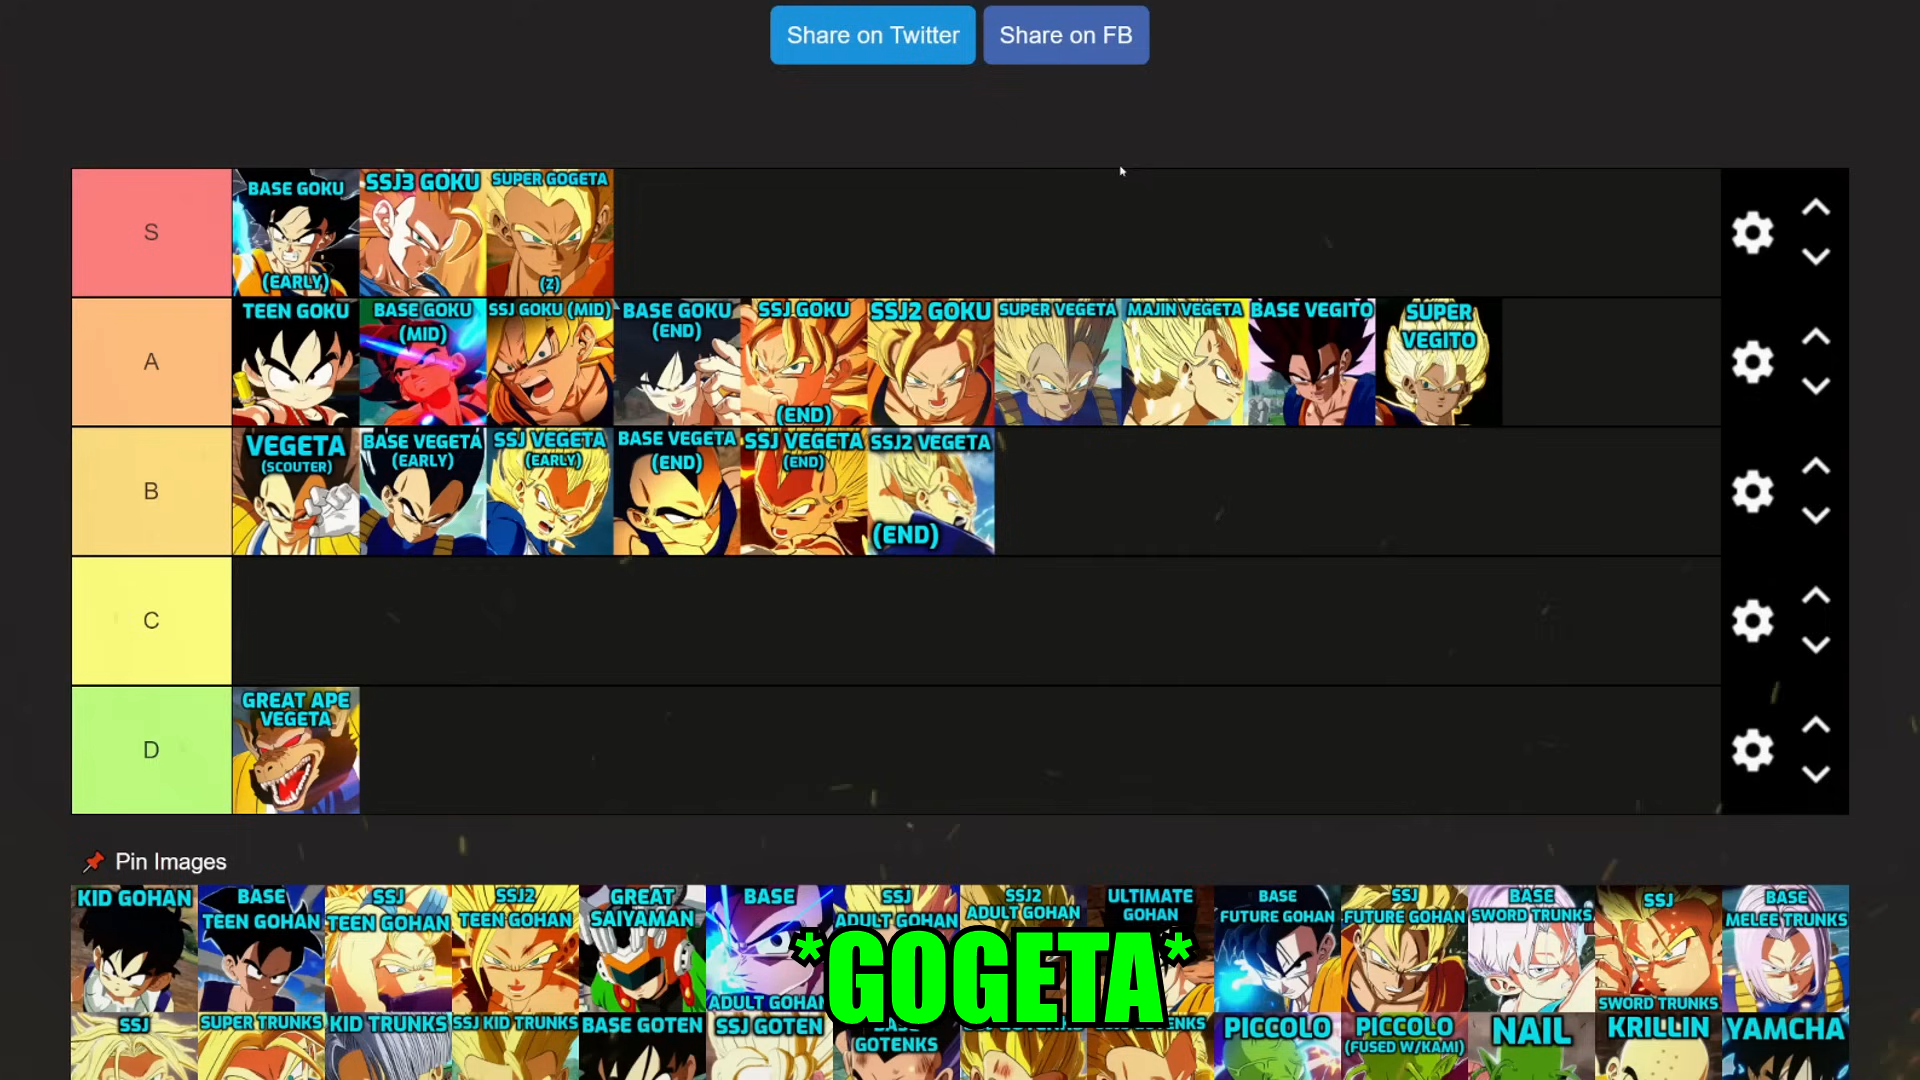 Share on Twitter
Share on FB
S
BASE GOKU
(EARLY)
SSJ3 GOKU
SUPER GOGETA
(Z)
A
TEEN GOKU
BASE GOKU
(MID)
SSJ GOKU (MID)
BASE GOKU
(END)
SSJ GOKU
(END)
SSJ2 GOKU
SUPER VEGETA
MAJIN VEGETA
BASE VEGITO
SUPER
VEGITO
B
VEGETA
(SCOUTER)
BASE VEGETA
(EARLY)
SSJ VEGETA
(EARLY)
BASE VEGETA
(END)
SSJ VEGETA
(END)
SSJ2 VEGETA
(END)
C
D
GREAT APE
VEGETA
Pin Images
KID GOHAN
BASE
TEEN GOHAN
SSJ
TEEN GOHAN
SSJ2
TEEN GOHAN
GREAT
SAIYAMAN
BASE
ADULT GOHAN
SSJ
ADULT GOHAN
SSJ2
ADULT GOHAN
ULTIMATE
GOHAN
BASE
FUTURE GOHAN
SSJ
FUTURE GOHAN
BASE
SWORD TRUNKS
SSJ
SWORD TRUNKS
BASE
MELEE TRUNKS
*GOGETA*
SSJ
SUPER TRUNKS
KID TRUNKS
SSJ KID TRUNKS
BASE GOTEN
SSJ GOTEN
BASE
GOTENKS
PICCOLO
PICCOLO
(FUSED W/KAMI)
NAIL
KRILLIN
YAMCHA